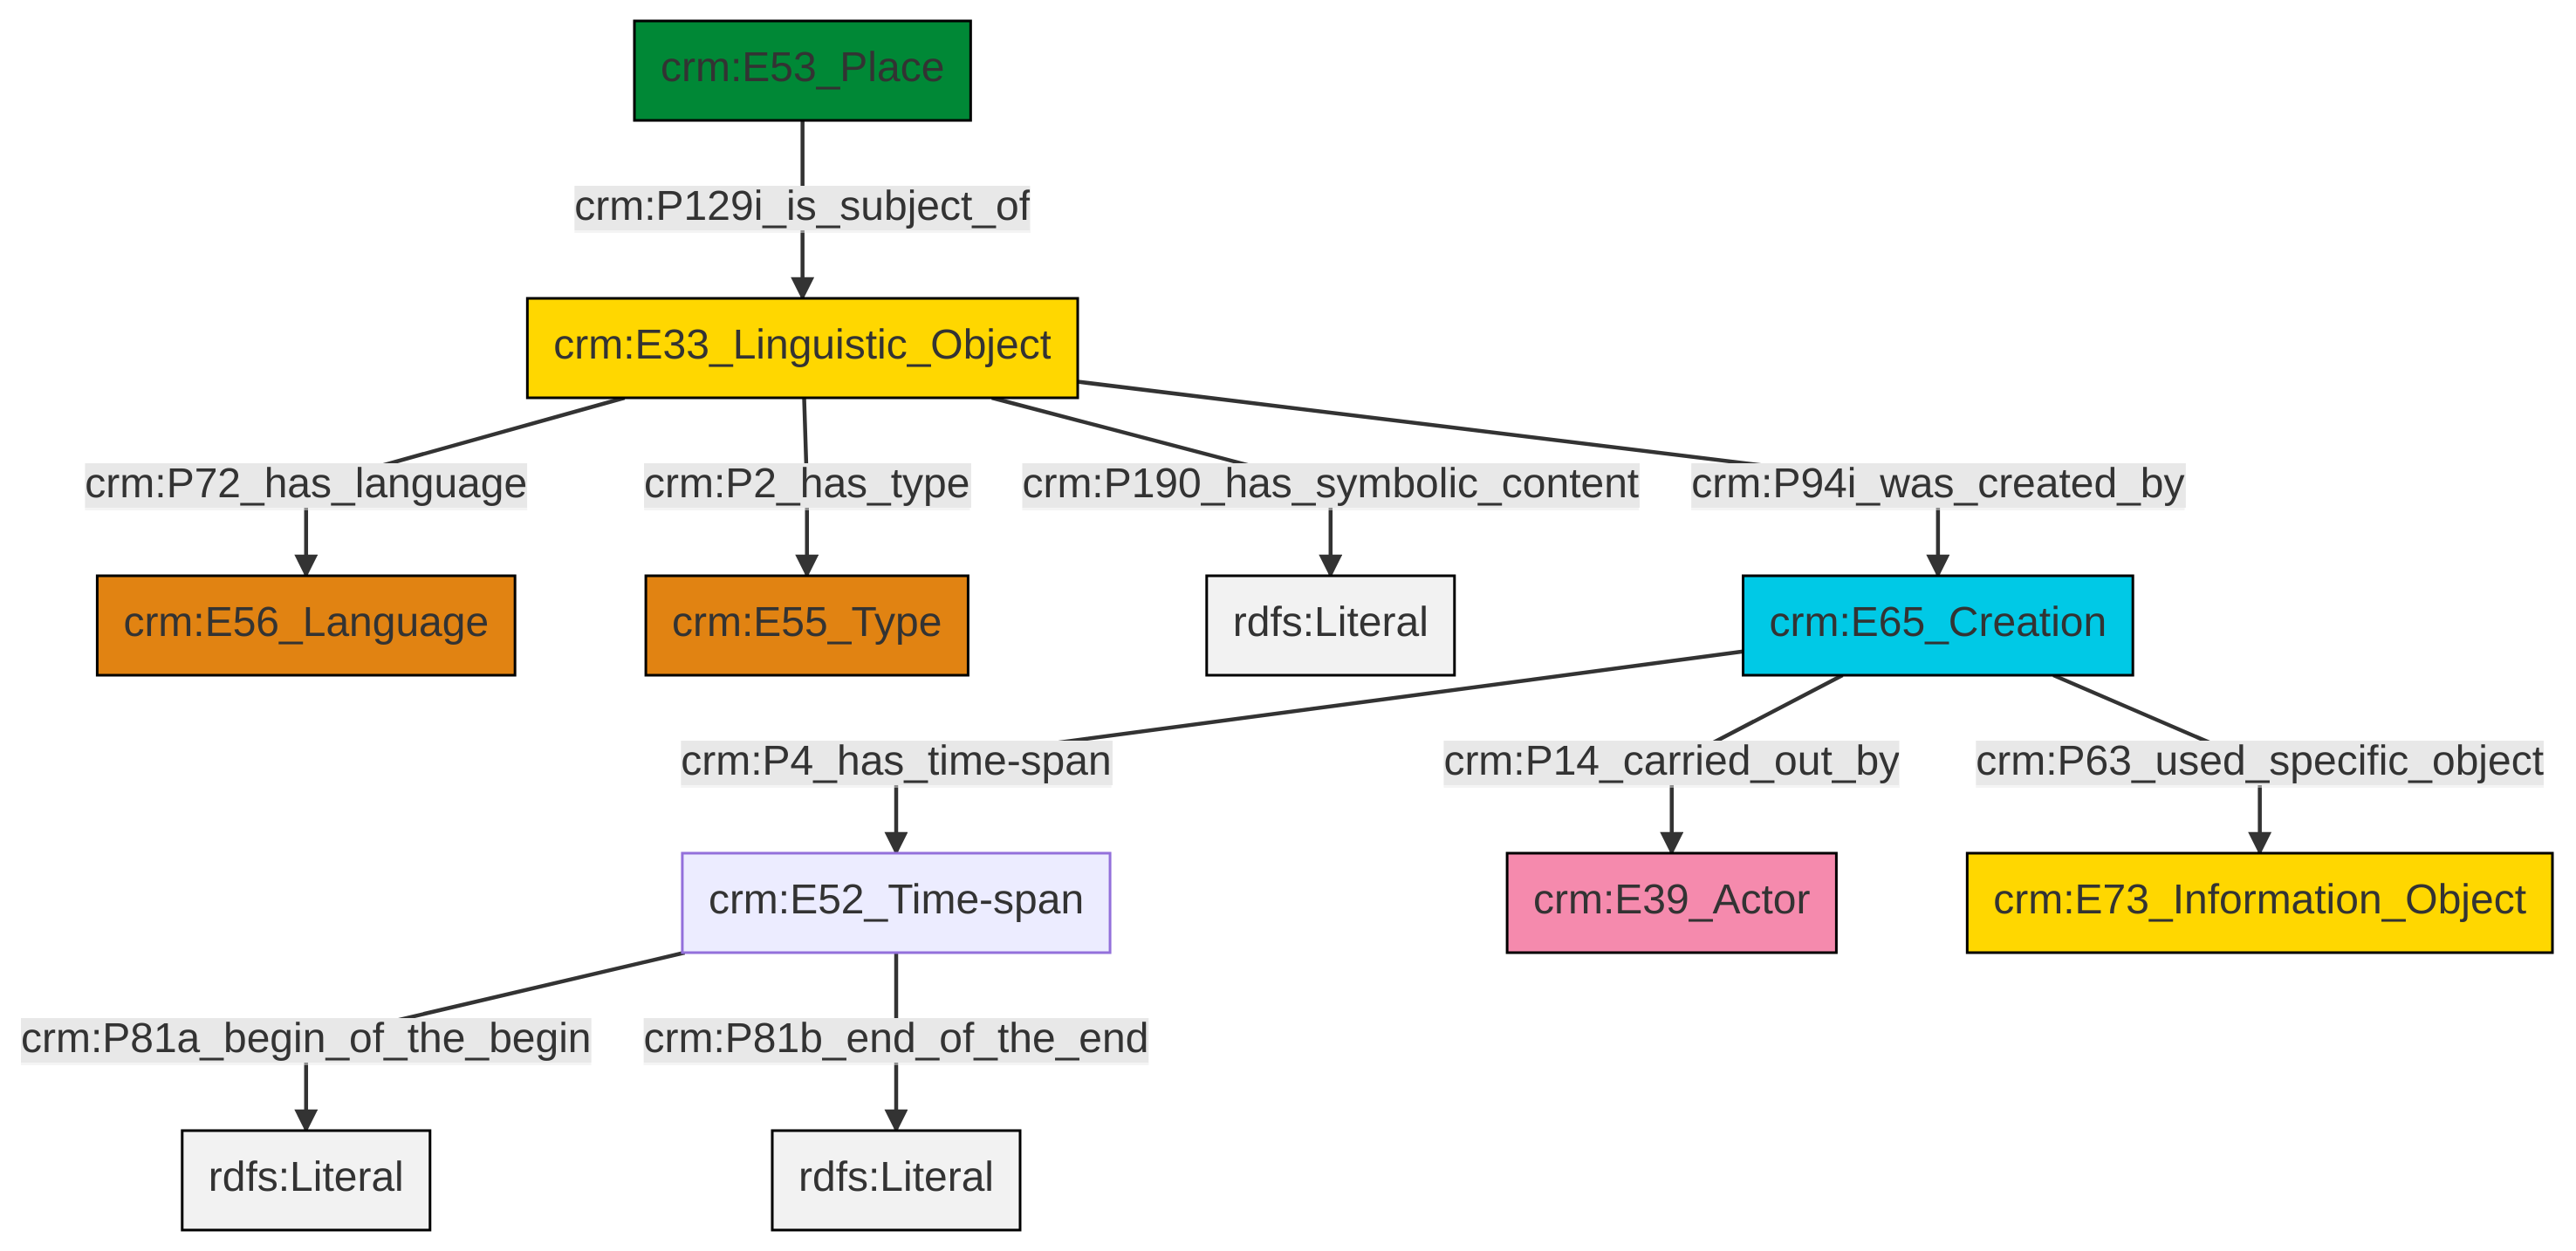 crm:E53_Place
crm:P129i_is_subject_of
crm:E33_Linguistic_Object
crm:P72_has_language
crm:P2_has_type
crm:P190_has_symbolic_content
crm:P94i_was_created_by
crm:E56_Language
crm:E55_Type
rdfs:Literal
crm:E65_Creation
crm:P4_has_time-span
crm:P14_carried_out_by
crm:P63_used_specific_object
crm:E52_Time-span
crm:E39_Actor
crm:E73_Information_Object
crm:P81a_begin_of_the_begin
crm:P81b_end_of_the_end
rdfs:Literal
rdfs:Literal